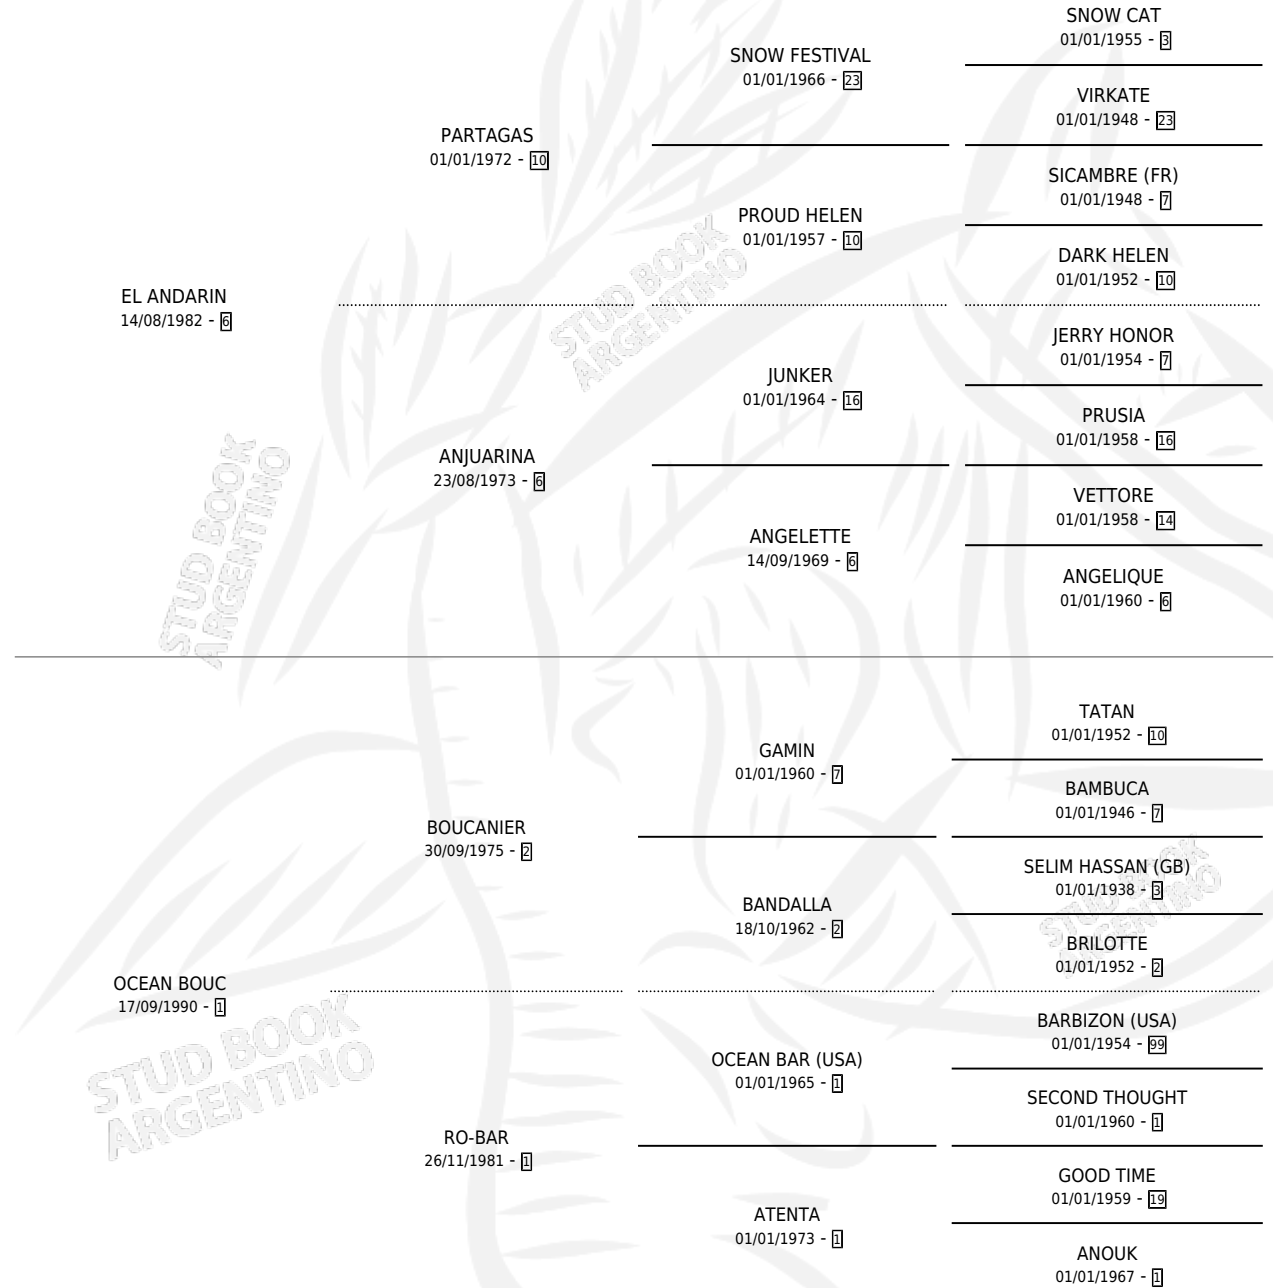 SNOW CAT
01/01/1955 - 3
SNOW FESTIVAL
01/01/1966 - 23
VIRKATE
01/01/1948 - 23
PARTAGAS
01/01/1972 - 10
SICAMBRE (FR)
01/01/1948 - 7
PROUD HELEN
01/01/1957 - 10
DARK HELEN
01/01/1952 - 10
EL ANDARIN
14/08/1982 - 6
STUD BOOK
ARGENTINO
JERRY HONOR
01/01/1954 - 7
JUNKER
01/01/1964 - 16
PRUSIA
01/01/1958 - 16
ANJUARINA
23/08/1973 - 6
VETTORE
01/01/1958 - 14
ANGELETTE
14/09/1969 - 6
ANGELIQUE
01/01/1960 - 6
STUD BOOK
ARGENTINO
TATAN
01/01/1952 - 10
GAMIN
01/01/1960 - 7
BAMBUCA
01/01/1946 - 7
BOUCANIER
30/09/1975 - 2
SELIM HASSAN (GB)
01/01/1938 - 3
BANDALLA
18/10/1962 - 2
STUD BOOK
ARGENTINO
BRILOTTE
01/01/1952 - 2
OCEAN BOUC
17/09/1990 - 1
BARBIZON (USA)
01/01/1954 - 99
OCEAN BAR (USA)
01/01/1965 - 1
STUD BOOK
ARGENTINO
SECOND THOUGHT
01/01/1960 - 1
RO-BAR
26/11/1981 - 1
GOOD TIME
01/01/1959 - 19
ATENTA
01/01/1973 - 1
ANOUK
01/01/1967 - 1